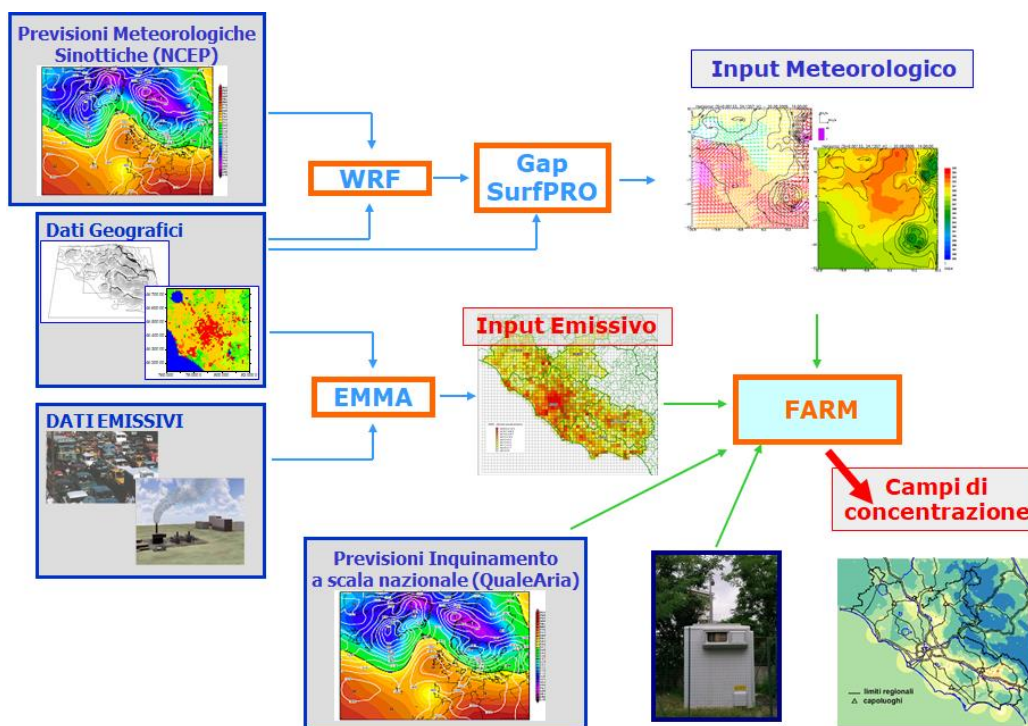 Previsioni Meteorologiche
Sinottiche (NCEP)
Input Meteorologico
WRF
Gap
SurfPRO
Dati Geografici
Input Emissivo
EMMA
FARM
DATI EMISSIVI
Campi di
concentrazione
Previsioni Inquinamento
a scala nazionale (QualeAria)
limiti regionali
capoluoghi